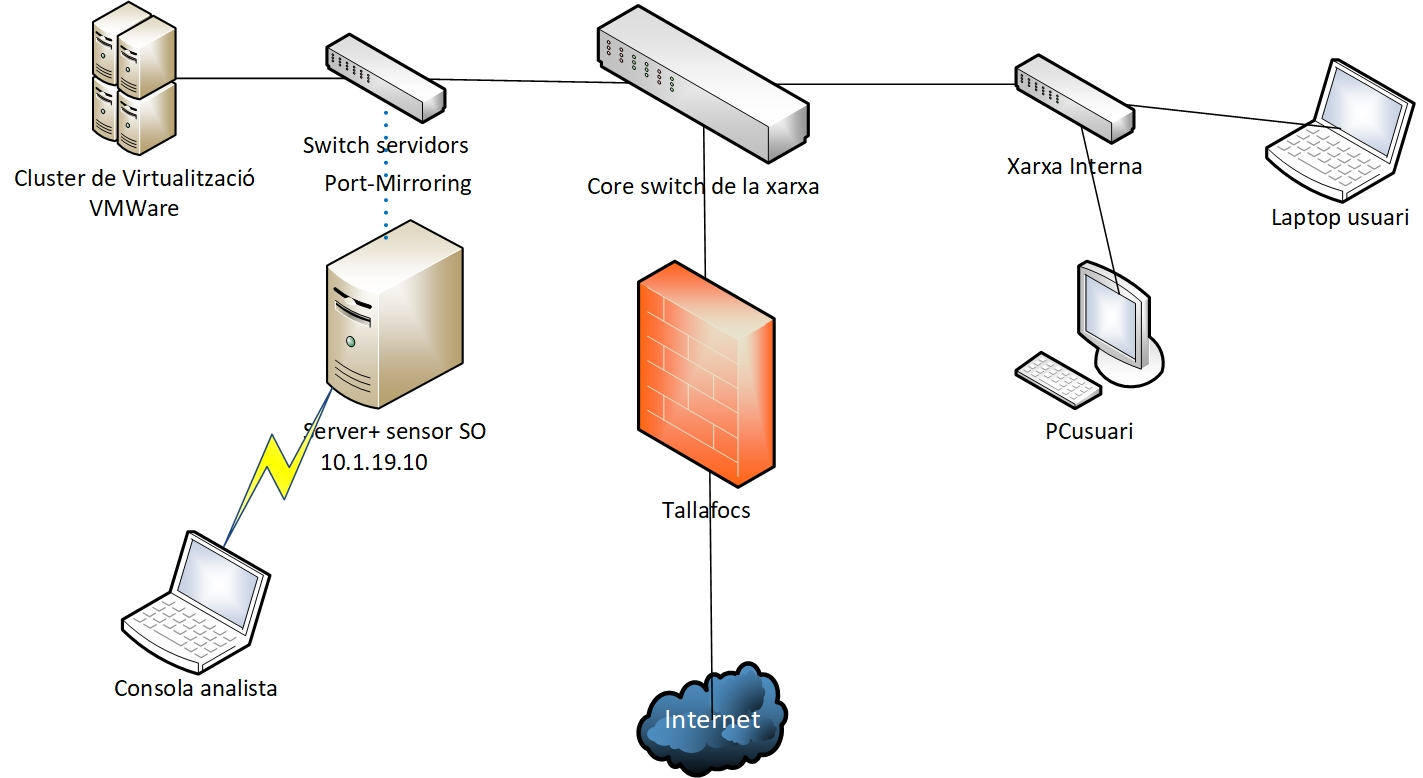 Cluster de Virtualització
VMWare
Switch servidors
Port-Mirroring
Core switch de la xarxa
Xarxa Interna
Laptop usuari
Server+ sensor SO
10.1.19.10
PCusuari
Tallafocs
Consola analista
Internet